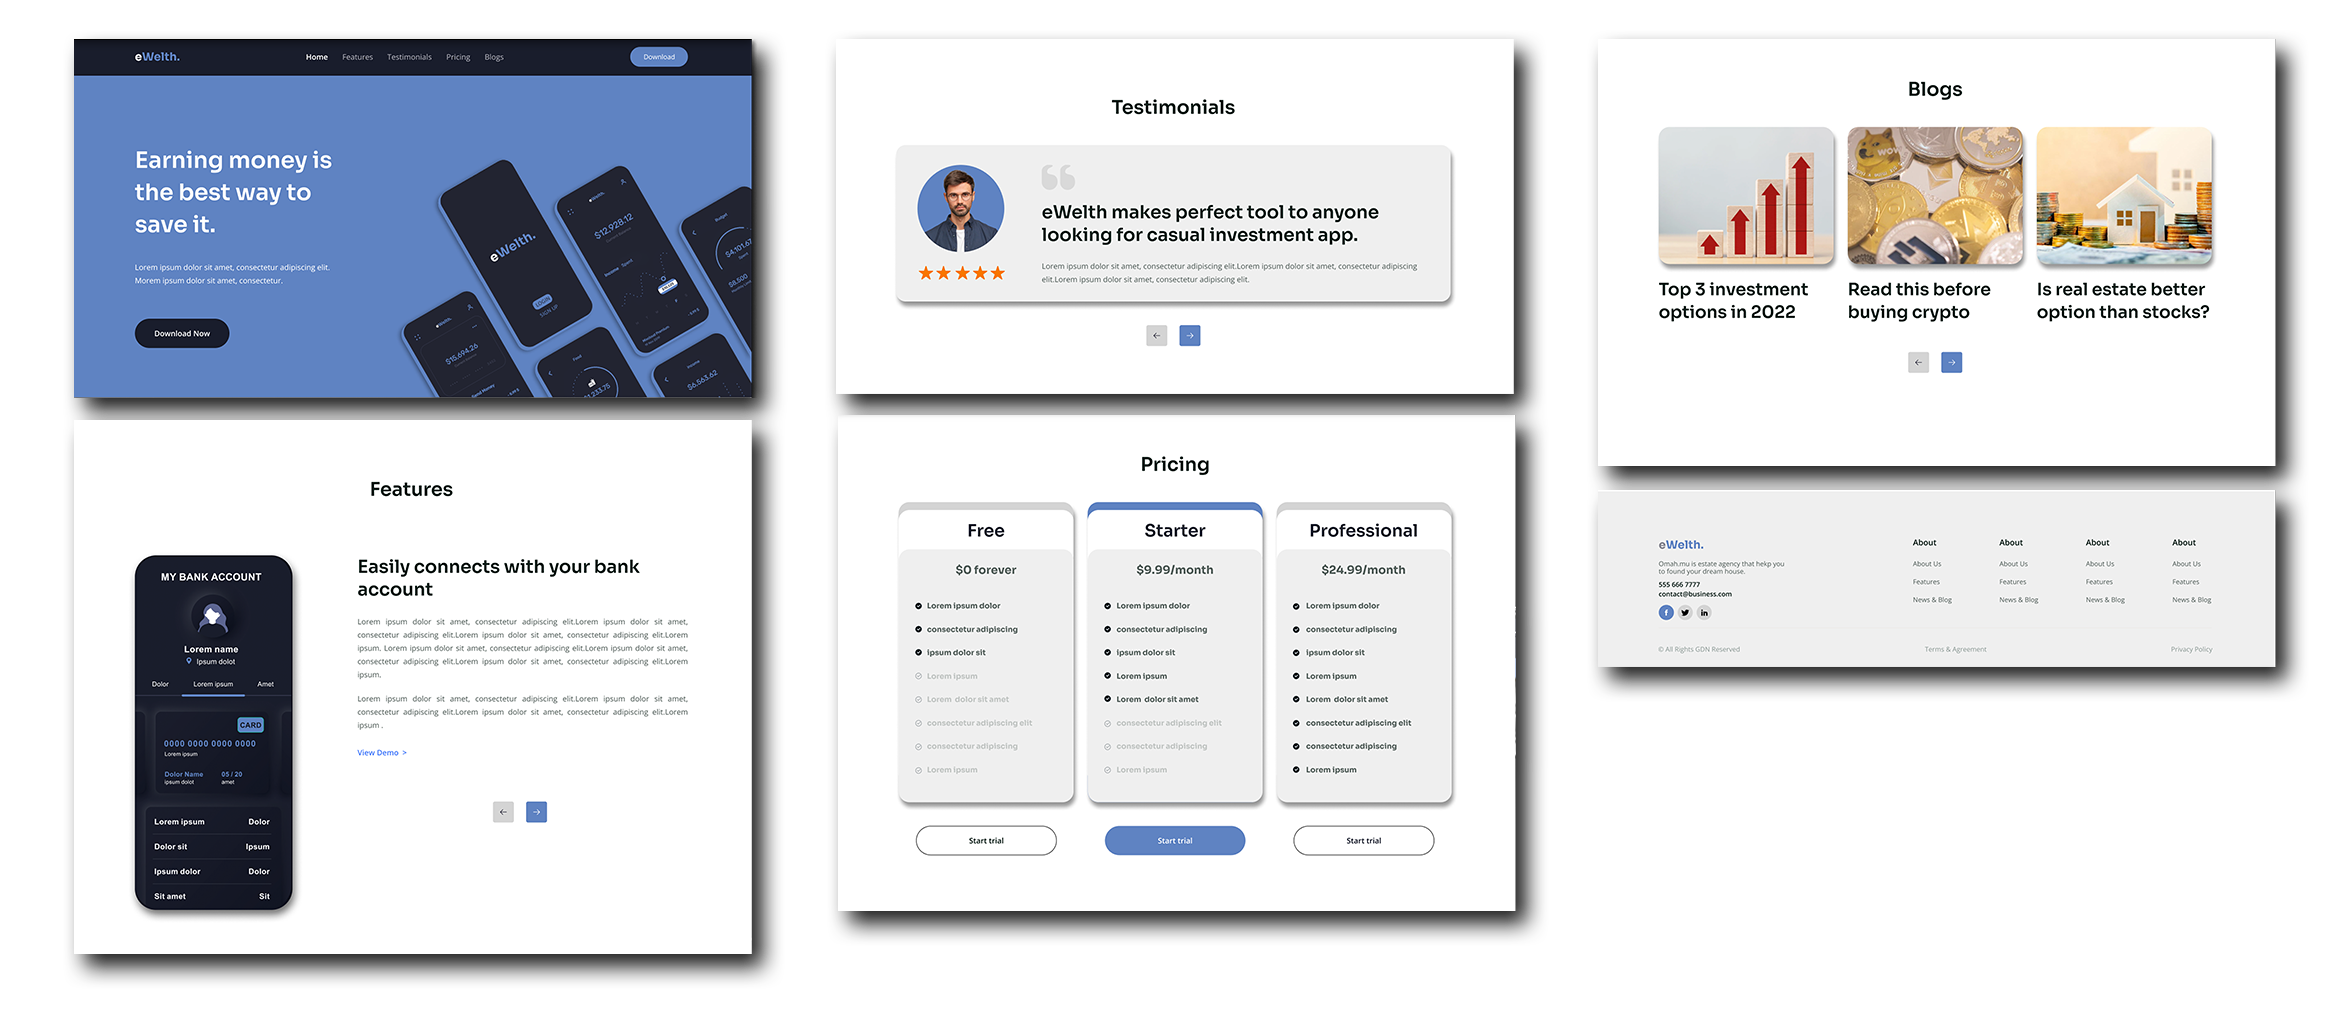 eWelth.
Home Features Testimonials Pricing Blogs
Download
Earning money is
the best way to
save it.
Lorem ipsum dolor sit amet, consectetur adipiscing elit.
Morem ipsum dolor sit amet, consectetur.
Download Now
eWelth.
LOGIN
SIGN UP
eWelth.
$12,928.12
Income Spent
Budget
$4,101.67
$8,500
eWelth.
$15,694.26
Food
$1,233.75
Income
$6,563.62
Features
MY BANK ACCOUNT
Lorem name
Ipsum dolot
Dolor Lorem ipsum Amet
CARD
0000 0000 0000 0000
Lorem ipsum
Dolor Name 05 / 20
ipsum dolot amet
Lorem ipsum Dolor
Dolor sit Ipsum
Ipsum dolor Dolor
Sit amet Sit
Easily connects with your bank
account
Lorem ipsum dolor sit amet, consectetur adipiscing elit.Lorem ipsum dolor sit amet,
consectetur adipiscing elit.Lorem ipsum dolor sit amet, consectetur adipiscing elit.Lorem
ipsum. Lorem ipsum dolor sit amet, consectetur adipiscing elit.Lorem ipsum dolor sit amet,
consectetur adipiscing elit.Lorem ipsum dolor sit amet, consectetur adipiscing elit.Lorem
ipsum.
Lorem ipsum dolor sit amet, consectetur adipiscing elit.Lorem ipsum dolor sit amet,
consectetur adipiscing elit.Lorem ipsum dolor sit amet, consectetur adipiscing elit.Lorem
ipsum .
View Demo >
Testimonials
eWelth makes perfect tool to anyone
looking for casual investment app.
Lorem ipsum dolor sit amet, consectetur adipiscing elit.Lorem ipsum dolor sit amet, consectetur adipiscing
elit.Lorem ipsum dolor sit amet, consectetur adipiscing elit.
Pricing
Free
$0 forever
Lorem ipsum dolor
consectetur adipiscing
ipsum dolor sit
Lorem ipsum
Lorem dolor sit amet
consectetur adipiscing elit
consectetur adipiscing
Lorem ipsum
Start trial
Starter
$9.99/month
Lorem ipsum dolor
consectetur adipiscing
ipsum dolor sit
Lorem ipsum
Lorem dolor sit amet
consectetur adipiscing elit
consectetur adipiscing
Lorem ipsum
Start trial
Professional
$24.99/month
Lorem ipsum dolor
consectetur adipiscing
ipsum dolor sit
Lorem ipsum
Lorem dolor sit amet
consectetur adipiscing elit
consectetur adipiscing
Lorem ipsum
Start trial
Blogs
WOW
Top 3 investment
options in 2022
Read this before
buying crypto
Is real estate better
option than stocks?
eWelth.
Omah.mu is estate agency that hekp you
to found your dream house.
555 666 7777
contact@business.com
About
About Us
Features
News & Blog
About
About Us
Features
News & Blog
About
About Us
Features
News & Blog
About
About Us
Features
News & Blog
© All Rights GDN Reserved
Terms & Agreement
Privacy Policy